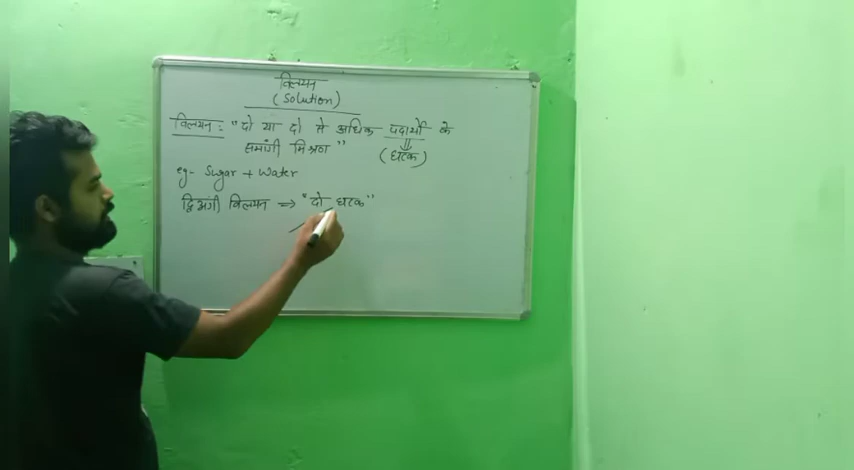 विलयन
(Solution)
विलयन : "दो या दो से अधिक पदार्थो के
समांगी मिश्रण" ⇓
(घटक)
eg- Sugar + Water
द्विअंगी विलयन => "दो घटक"